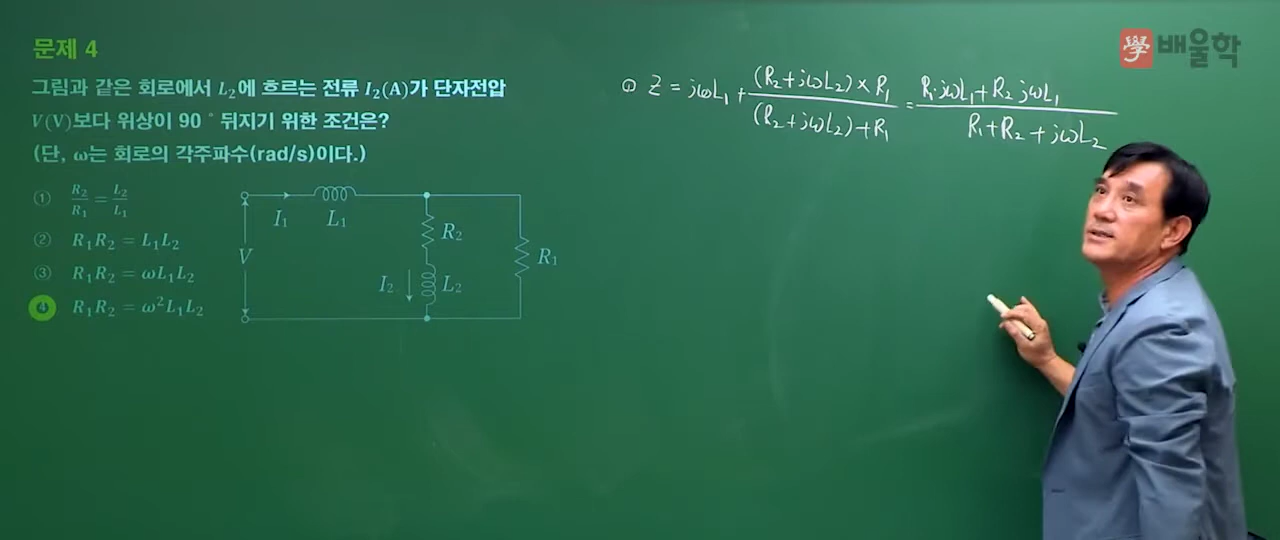 學 배울학
문제 4
그림과 같은 회로에서 L₂에 흐르는 전류 I₂(A)가 단자전압
V(V)보다 위상이 90° 뒤지기 위한 조건은?
(단, ω는 회로의 각주파수(rad/s)이다.)
① R₂/R₁ = L₂/L₁
② R₁R₂ = L₁L₂
③ R₁R₂ = ωL₁L₂
④ R₁R₂ = ω²L₁L₂
I₁ L₁
R₂
V
R₁
I₂ L₂
① Z = jωL₁ + (R₂+jωL₂)×R₁ / (R₂+jωL₂)+R₁ = R₁·jωL₁+R₂jωL₁ / R₁+R₂+jωL₂